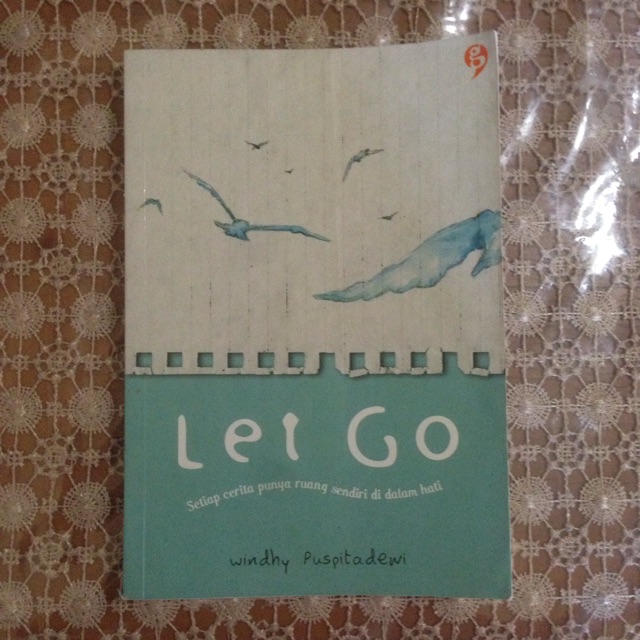 Let Go
Setiap cerita punya ruang sendiri di dalam hati
windhy Puspitadewi